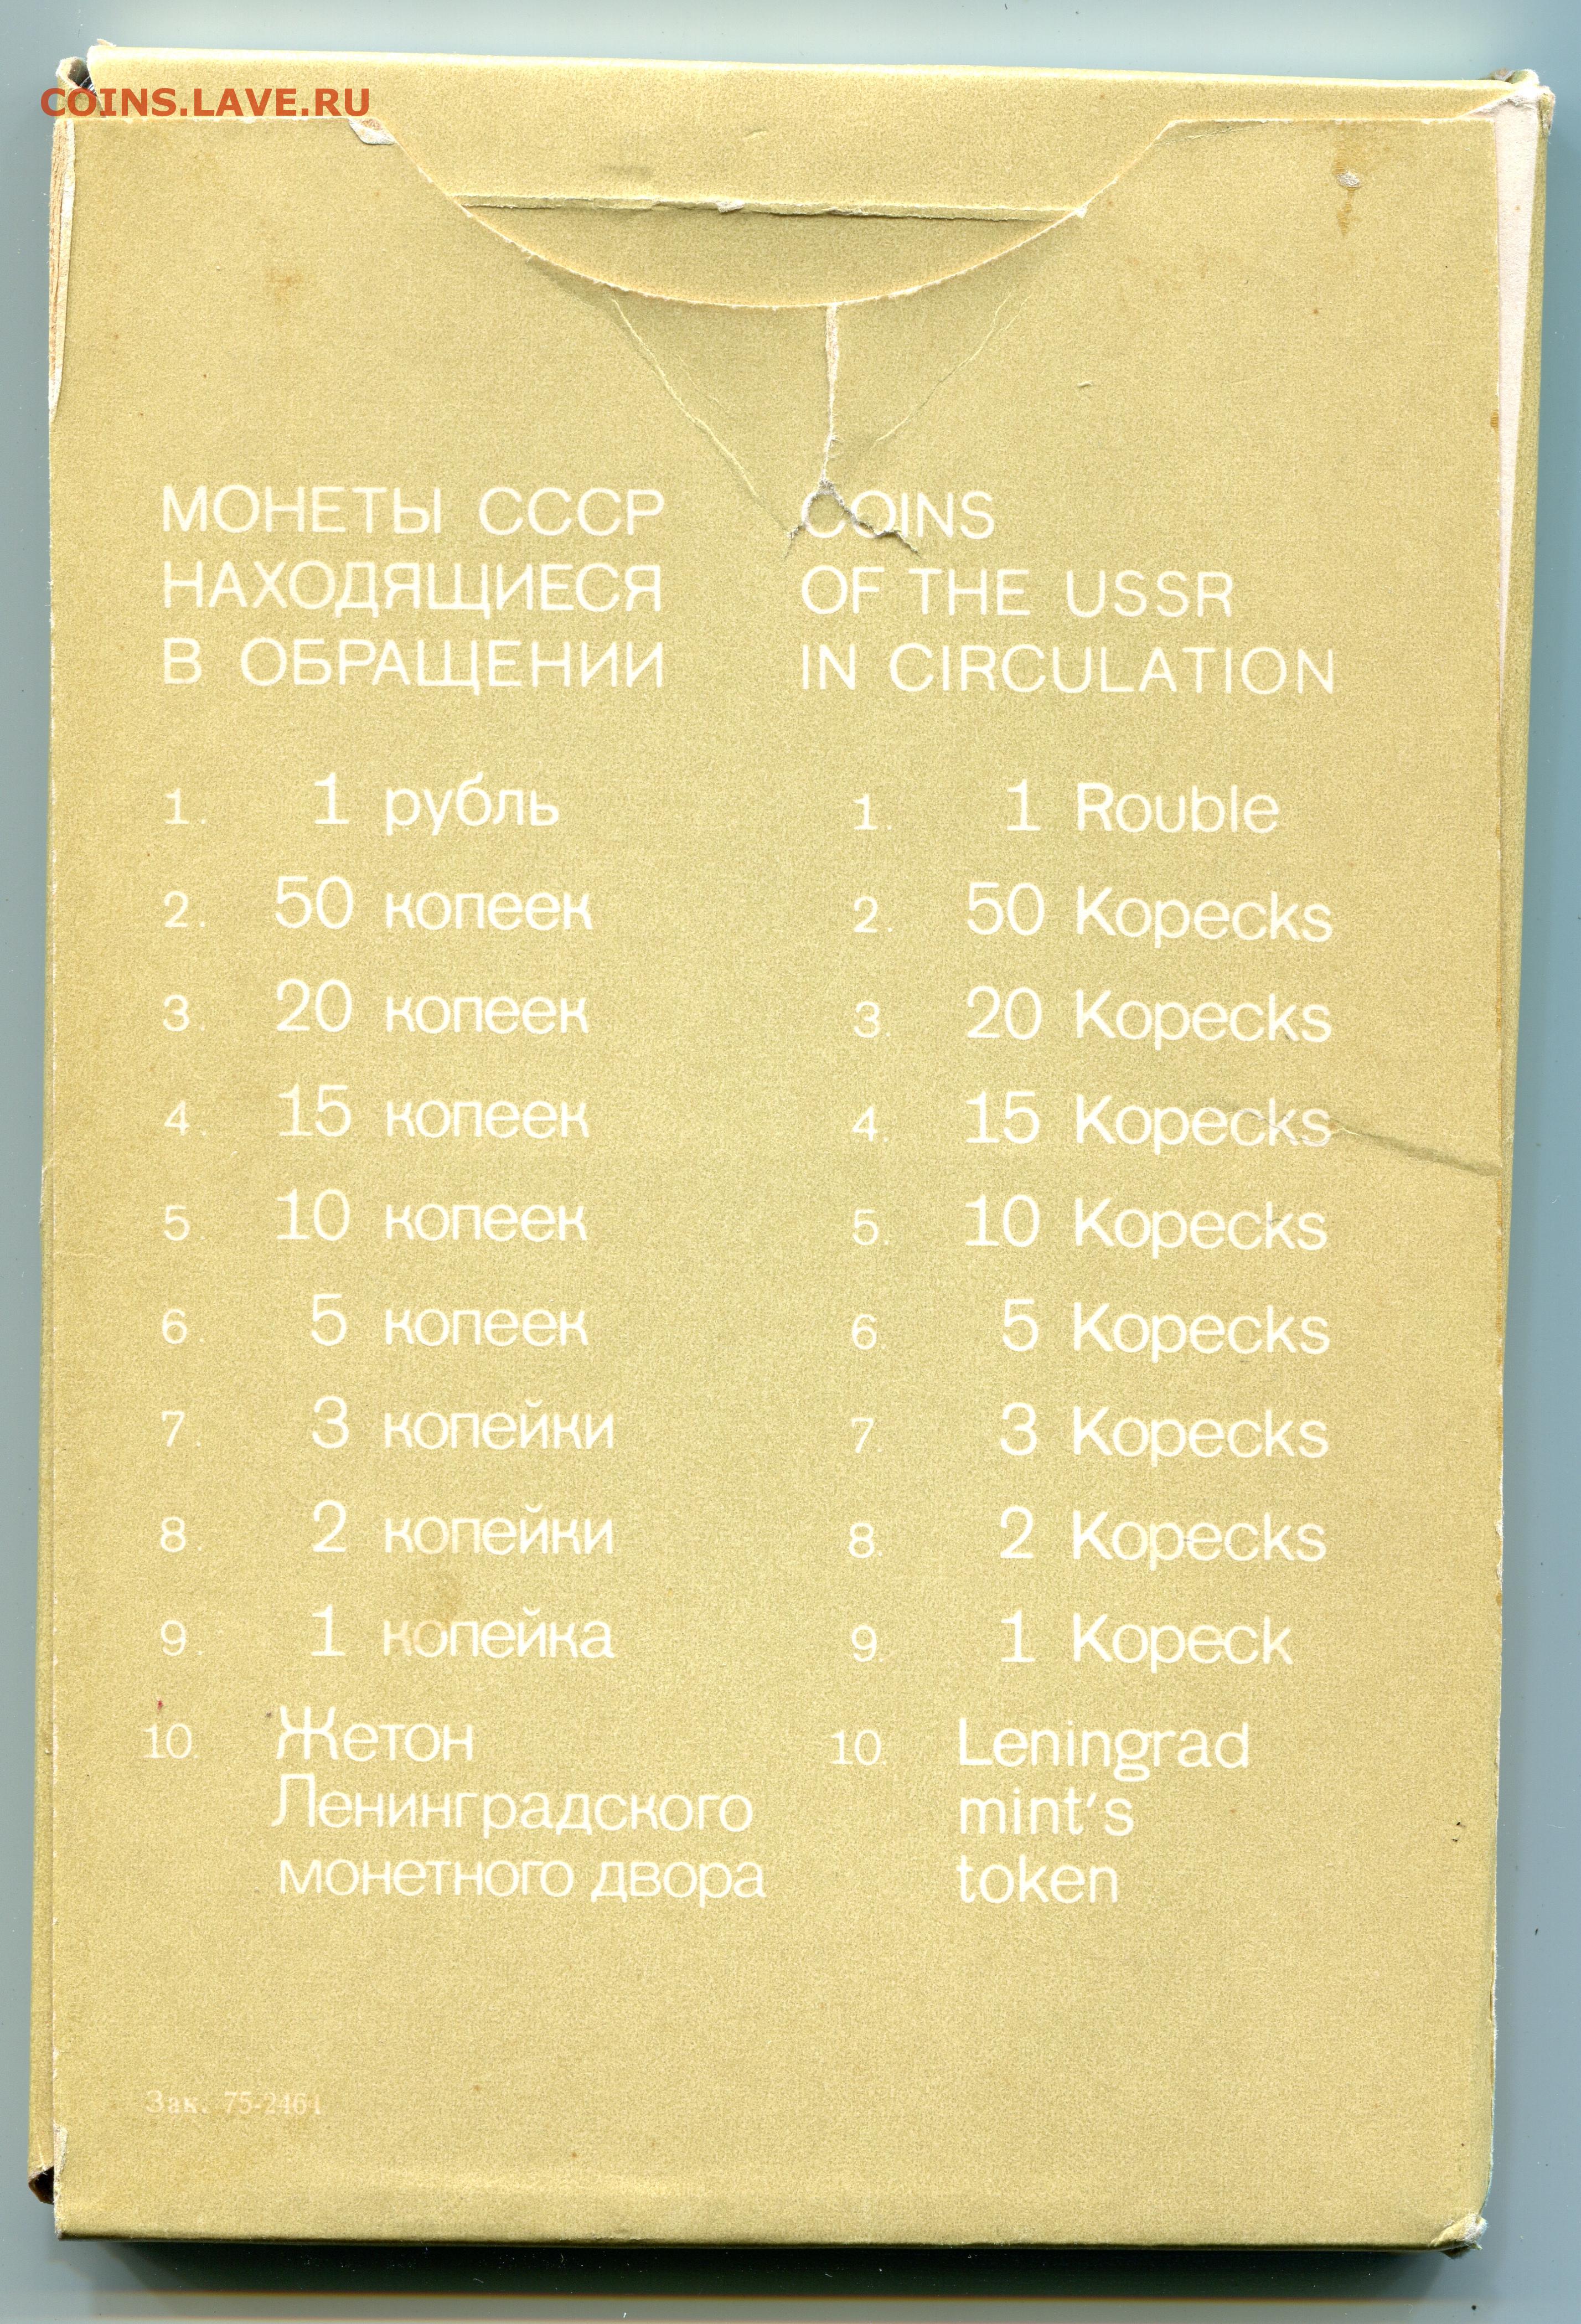 COINS.LAVE.RU
МОНЕТЫ СССР
НАХОДЯЩИЕСЯ
В ОБРАЩЕНИИ
1. 1 рубль
2. 50 копеек
3. 20 копеек
4. 15 копеек
5. 10 копеек
6. 5 копеек
7. 3 копейки
8. 2 копейки
9. 1 копейка
10. Жетон
Ленинградского
монетного двора
COINS
OF THE USSR
IN CIRCULATION
1. 1 Rouble
2. 50 Kopecks
3. 20 Kopecks
4. 15 Kopecks
5. 10 Kopecks
6. 5 Kopecks
7. 3 Kopecks
8. 2 Kopecks
9. 1 Kopeck
10. Leningrad
mint's
token
Зак. 75-2464